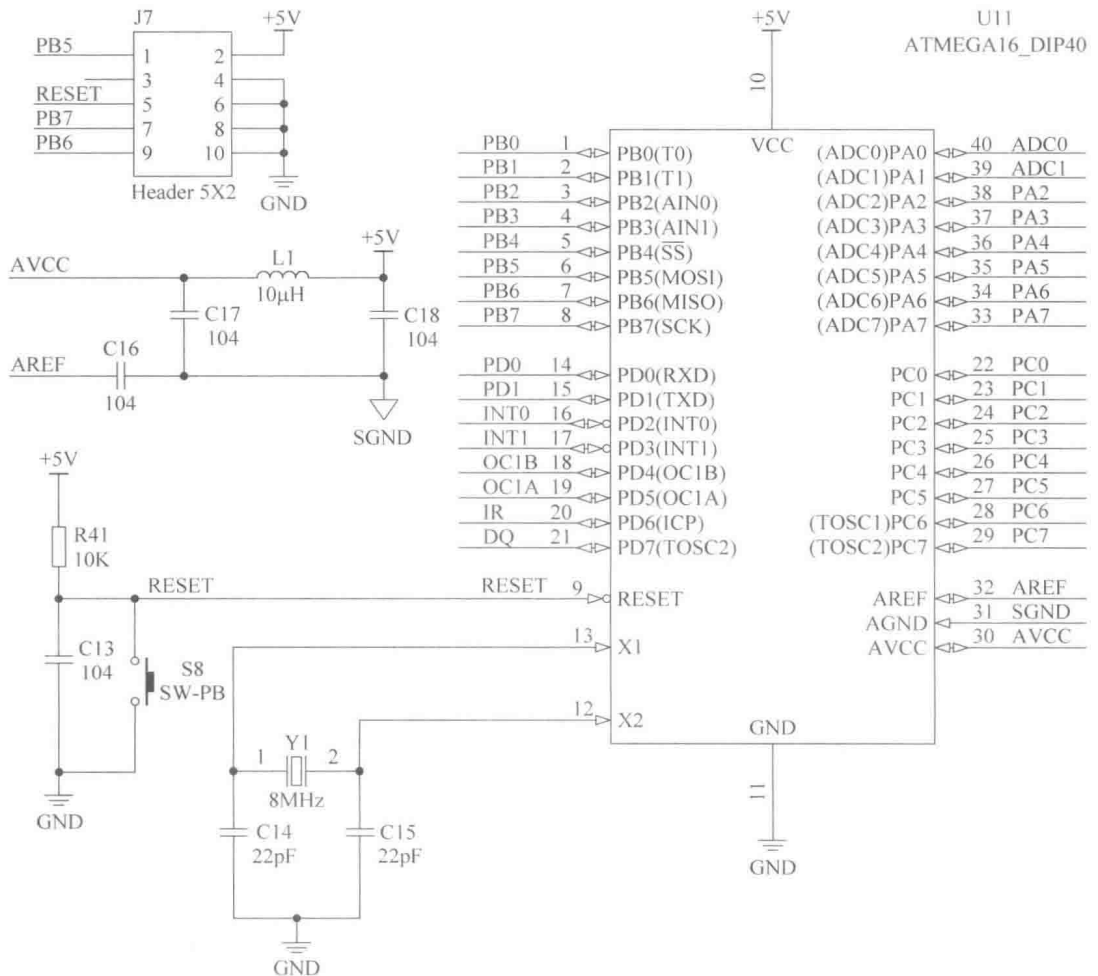 J7
+5V
PB5 1 2
3 4
RESET 5 6
PB7 7 8
PB6 9 10
Header 5X2
GND
+5V
AVCC
L1
10μH
C17
104
C18
104
C16
AREF
104
SGND
+5V
R41
10K
RESET
C13
104
S8
SW-PB
GND
Y1
1 2
8MHz
C14
22pF
C15
22pF
GND
+5V
U11
ATMEGA16_DIP40
10
VCC
PB0 1 PB0(T0)
PB1 2 PB1(T1)
PB2 3 PB2(AIN0)
PB3 4 PB3(AIN1)
PB4 5 PB4(SS)
PB5 6 PB5(MOSI)
PB6 7 PB6(MISO)
PB7 8 PB7(SCK)
PD0 14 PD0(RXD)
PD1 15 PD1(TXD)
INT0 16 PD2(INT0)
INT1 17 PD3(INT1)
OC1B 18 PD4(OC1B)
OC1A 19 PD5(OC1A)
IR 20 PD6(ICP)
DQ 21 PD7(TOSC2)
RESET 9 RESET
13 X1
12 X2
(ADC0)PA0 40 ADC0
(ADC1)PA1 39 ADC1
(ADC2)PA2 38 PA2
(ADC3)PA3 37 PA3
(ADC4)PA4 36 PA4
(ADC5)PA5 35 PA5
(ADC6)PA6 34 PA6
(ADC7)PA7 33 PA7
PC0 22 PC0
PC1 23 PC1
PC2 24 PC2
PC3 25 PC3
PC4 26 PC4
PC5 27 PC5
(TOSC1)PC6 28 PC6
(TOSC2)PC7 29 PC7
AREF 32 AREF
AGND 31 SGND
AVCC 30 AVCC
GND
11
GND